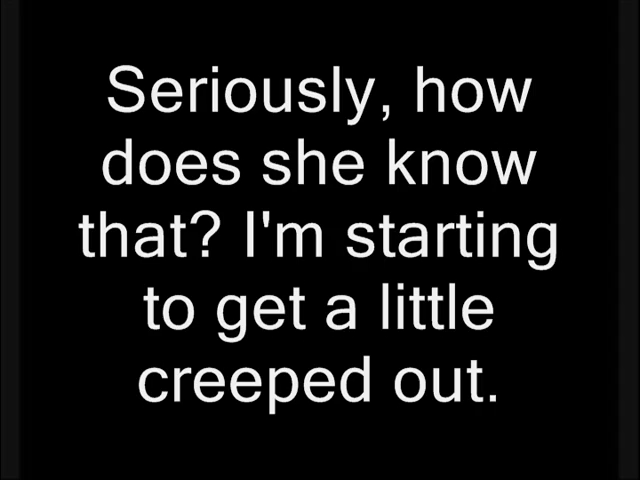 Seriously, how
does she know
that? I'm starting
to get a little
creeped out.